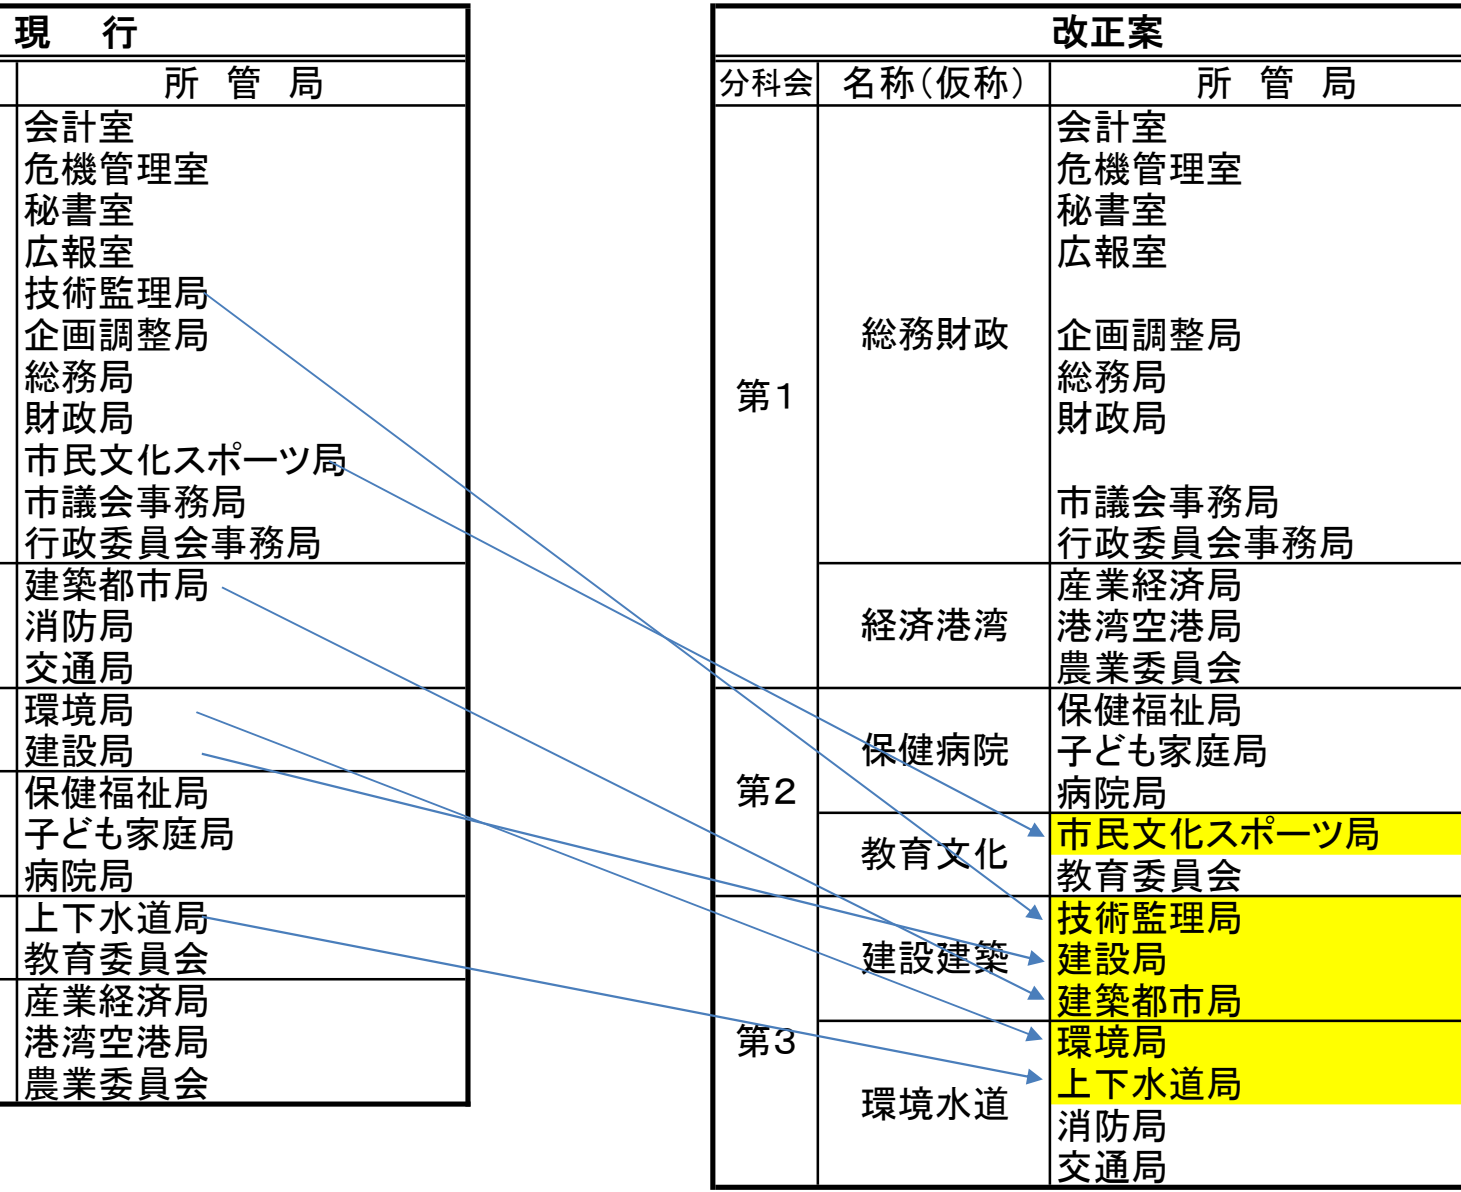 現 行
所 管 局
会計室
危機管理室
秘書室
広報室
技術監理局
企画調整局
総務局
財政局
市民文化スポーツ局
市議会事務局
行政委員会事務局
建築都市局
消防局
交通局
環境局
建設局
保健福祉局
子ども家庭局
病院局
上下水道局
教育委員会
産業経済局
港湾空港局
農業委員会
改正案
分科会 名称(仮称) 所 管 局
第1
総務財政
会計室
危機管理室
秘書室
広報室
企画調整局
総務局
財政局
市議会事務局
行政委員会事務局
経済港湾
産業経済局
港湾空港局
農業委員会
第2
保健病院
保健福祉局
子ども家庭局
病院局
教育文化
市民文化スポーツ局
教育委員会
第3
建設建築
技術監理局
建設局
建築都市局
環境水道
環境局
上下水道局
消防局
交通局